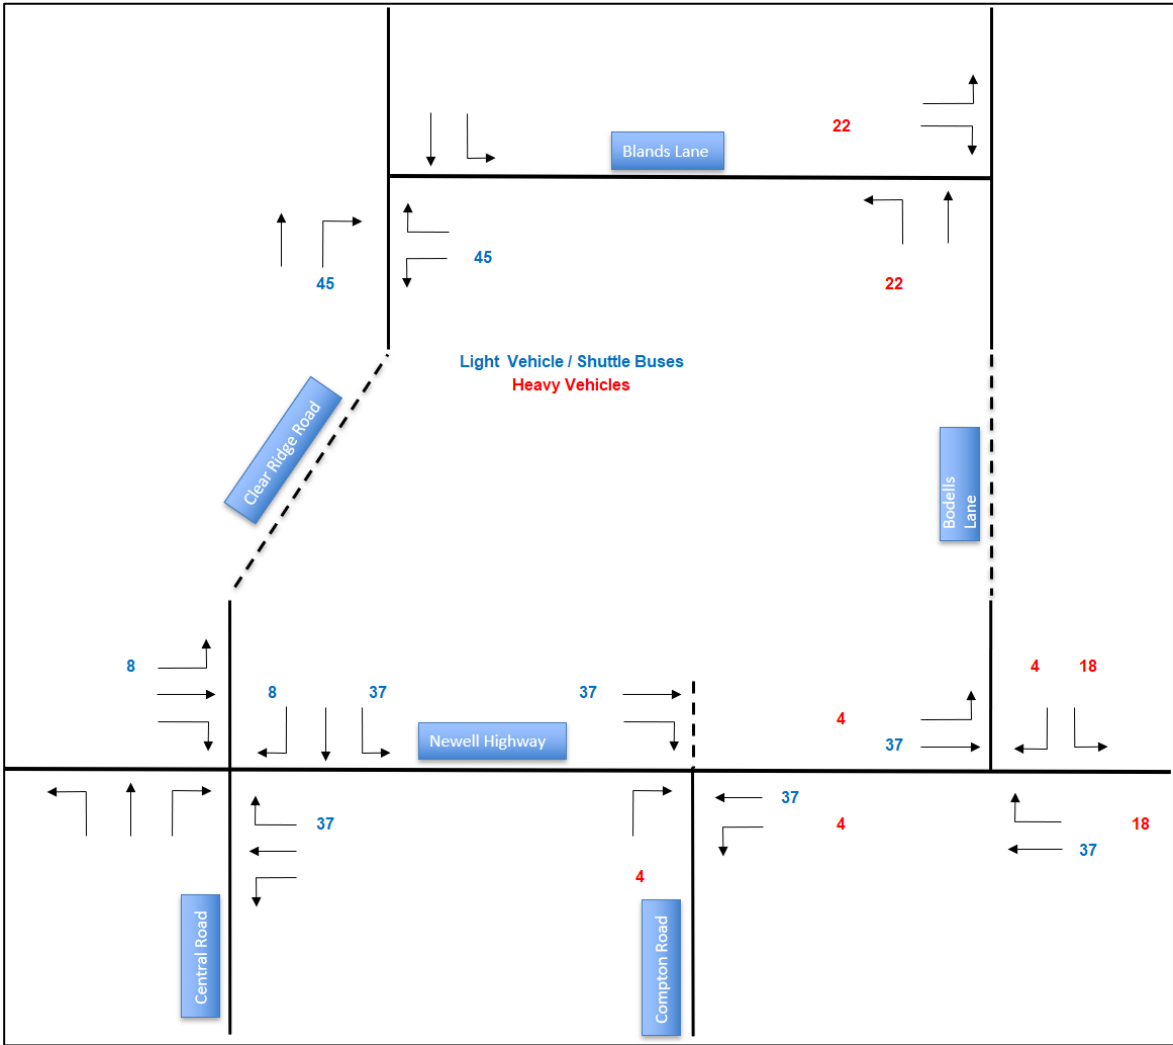 22
Blands Lane
45
45
22
Light Vehicle / Shuttle Buses
Heavy Vehicles
Clear Ridge Road
Bodells
Lane
8
8
37
37
4
18
4
37
Newell Highway
37
4
18
37
37
4
4
Central Road
Compton Road